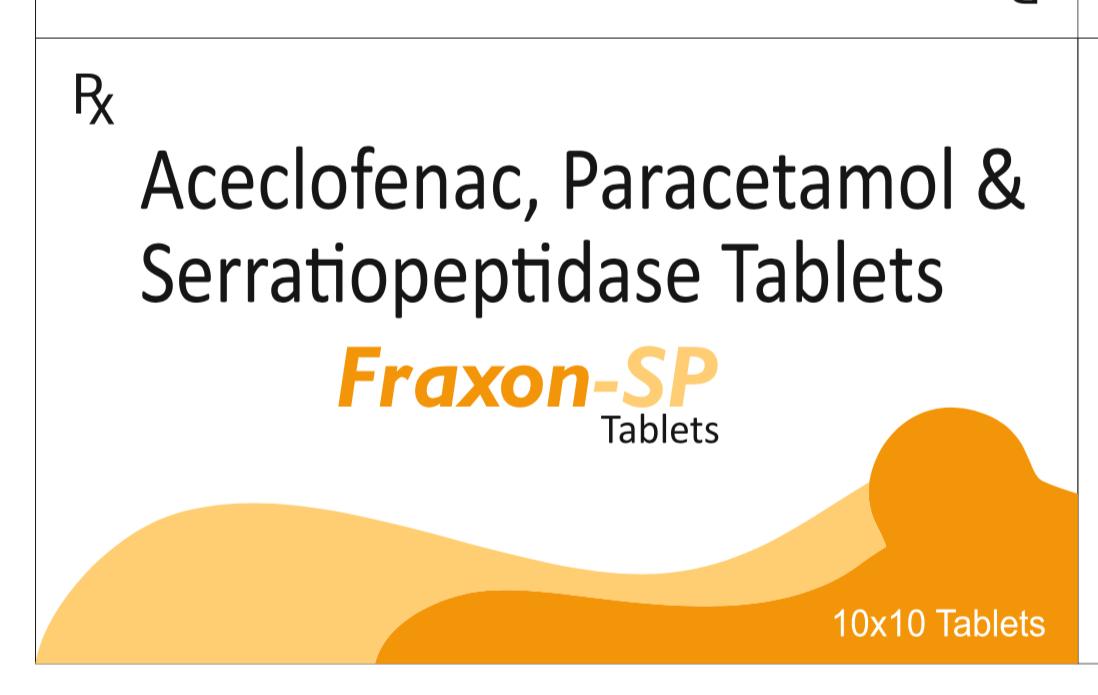 Rx
Aceclofenac, Paracetamol &
Serratiopeptidase Tablets
Fraxon-SP
Tablets
10x10 Tablets